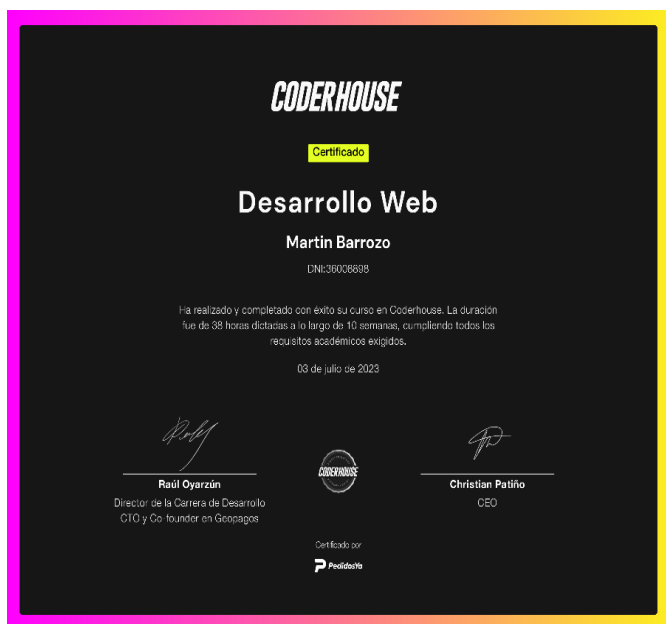 CODERHOUSE
Certificado
Desarrollo Web
Martin Barrozo
DNI:36008898
Ha realizado y completado con éxito su curso en Coderhouse. La duración
fue de 38 horas dictadas a lo largo de 10 semanas, cumpliendo todos los
requisitos académicos exigidos.
03 de julio de 2023
CODERHOUSE
Raúl Oyarzún
Director de la Carrera de Desarrollo
CTO y Co-founder en Geopagos
Christian Patiño
CEO
Certificado por
PedidosYa